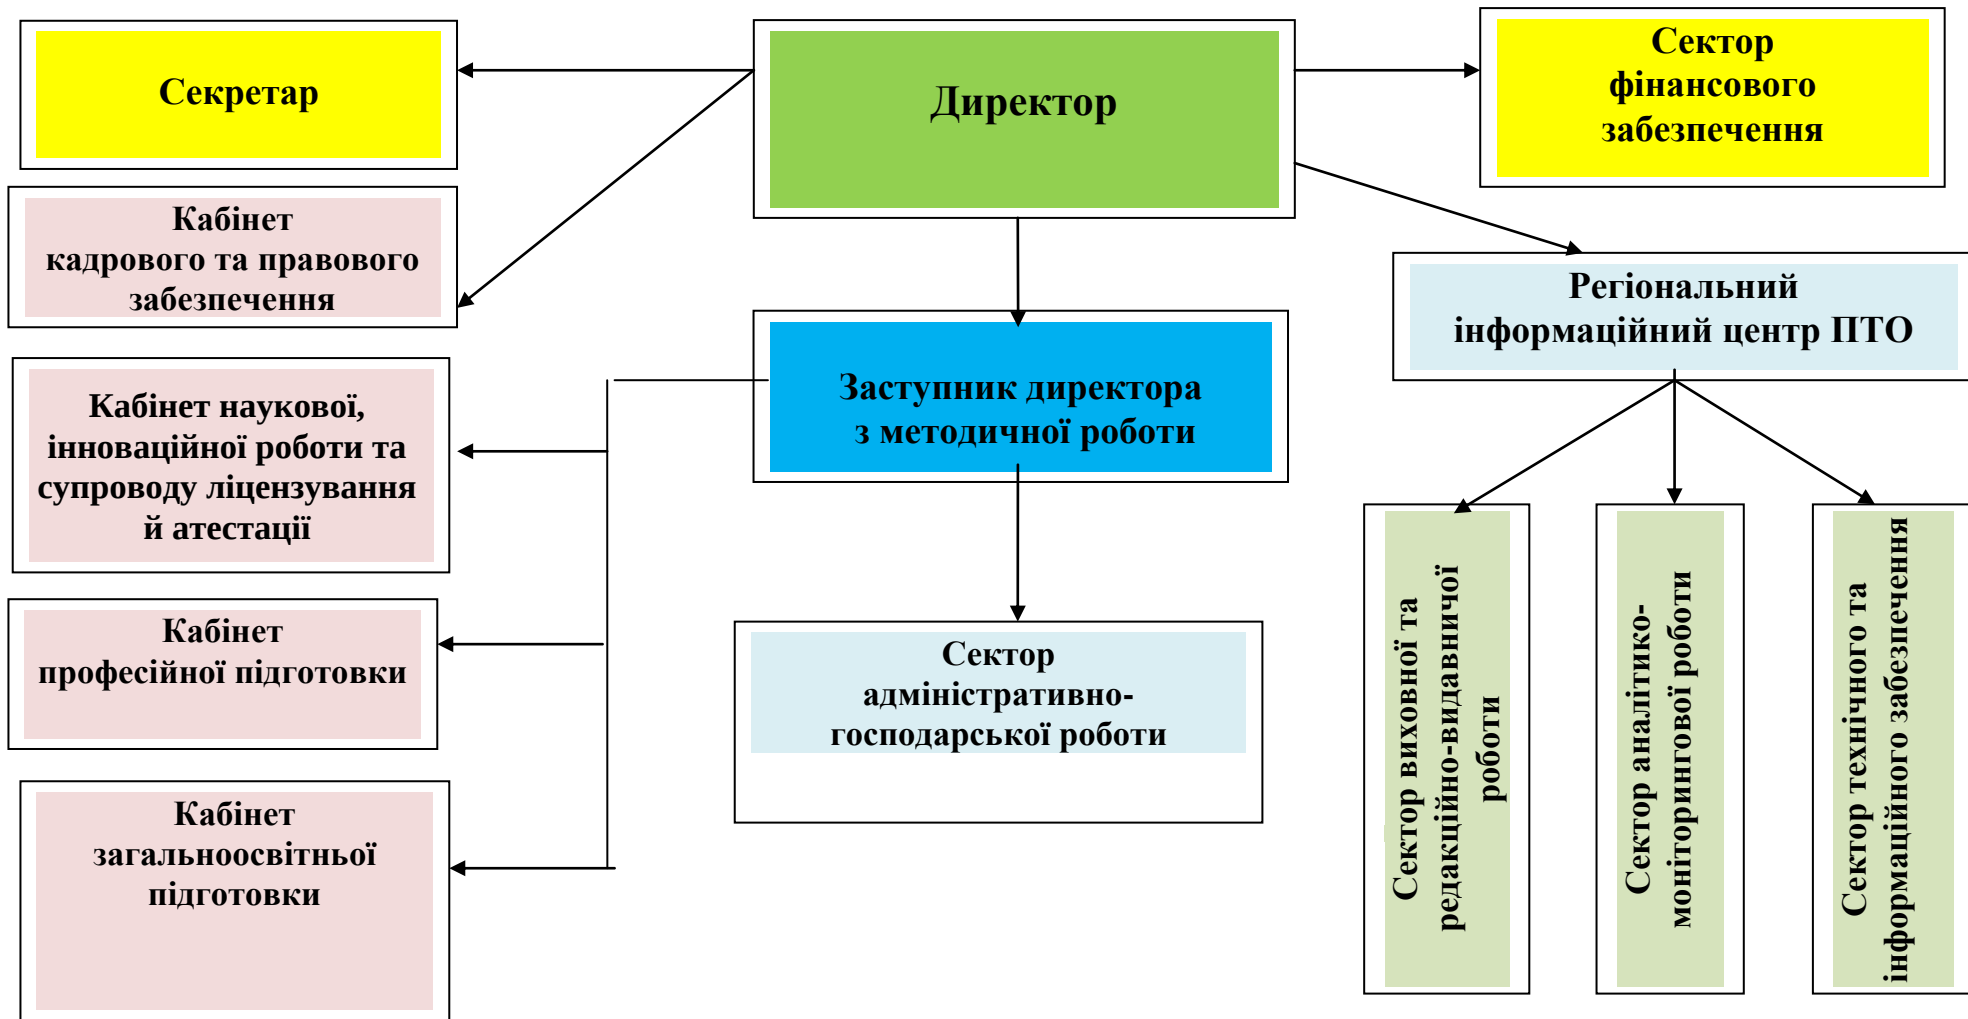 Секретар
Директор
Сектор
фінансового
забезпечення
Кабінет
кадрового та правового
забезпечення
Регіональний
інформаційний центр ПТО
Заступник директора
з методичної роботи
Кабінет наукової,
інноваційної роботи та
супроводу ліцензування
й атестації
Кабінет
професійної підготовки
Сектор
адміністративно-
господарської роботи
Кабінет
загальноосвітньої
підготовки
Сектор виховної та
редакційно-видавничої
роботи
Сектор аналітико-
моніторингової роботи
Сектор технічного та
інформаційного забезпечення